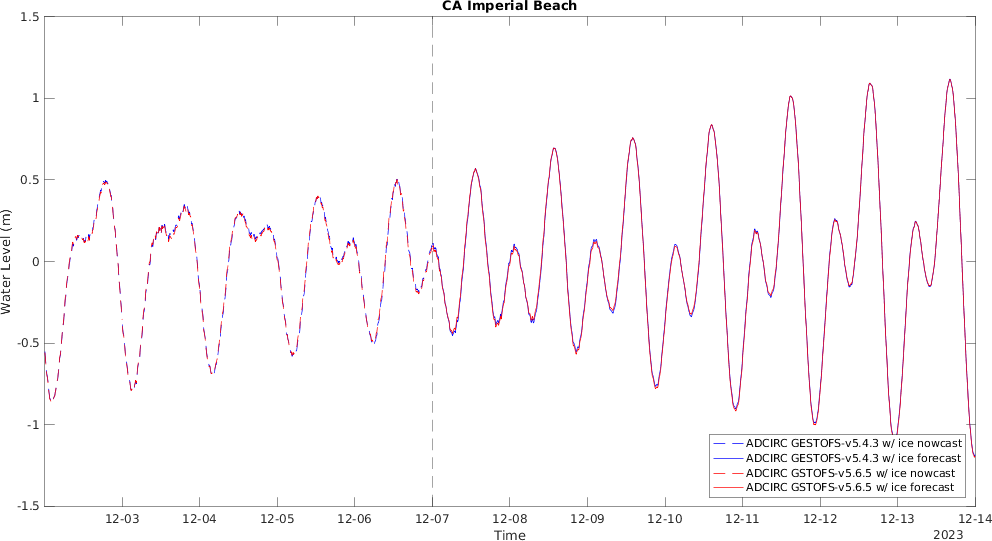 CA Imperial Beach
1.5
1
0.5
0
-0.5
-1
-1.5
Water Level (m)
12-03 12-04 12-05 12-06 12-07 12-08 12-09 12-10 12-11 12-12 12-13 12-14
Time
2023
ADCIRC GESTOFS-v5.4.3 w/ ice nowcast
ADCIRC GESTOFS-v5.4.3 w/ ice forecast
ADCIRC GSTOFS-v5.6.5 w/ ice nowcast
ADCIRC GSTOFS-v5.6.5 w/ ice forecast